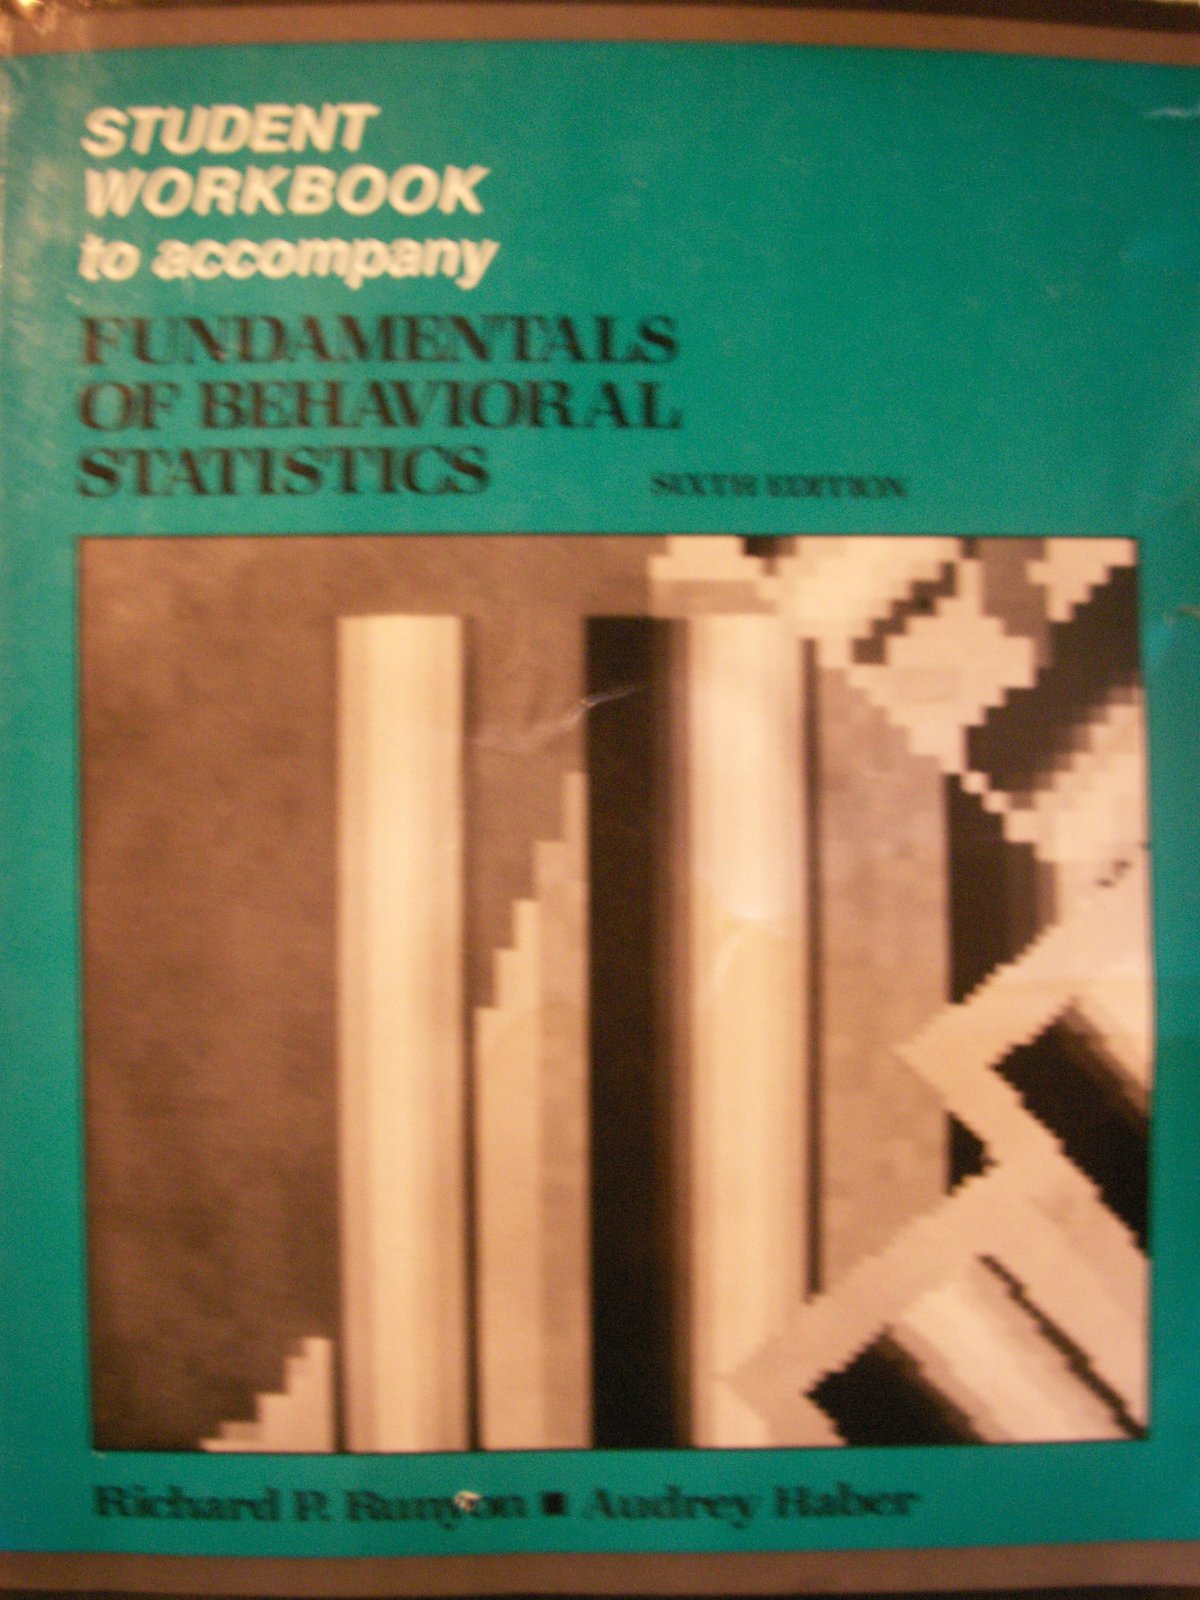 STUDENT
WORKBOOK
to accompany
FUNDAMENTALS
OF BEHAVIORAL
STATISTICS
SIXTH EDITION
Richard P. Runyon ■ Audrey Haber